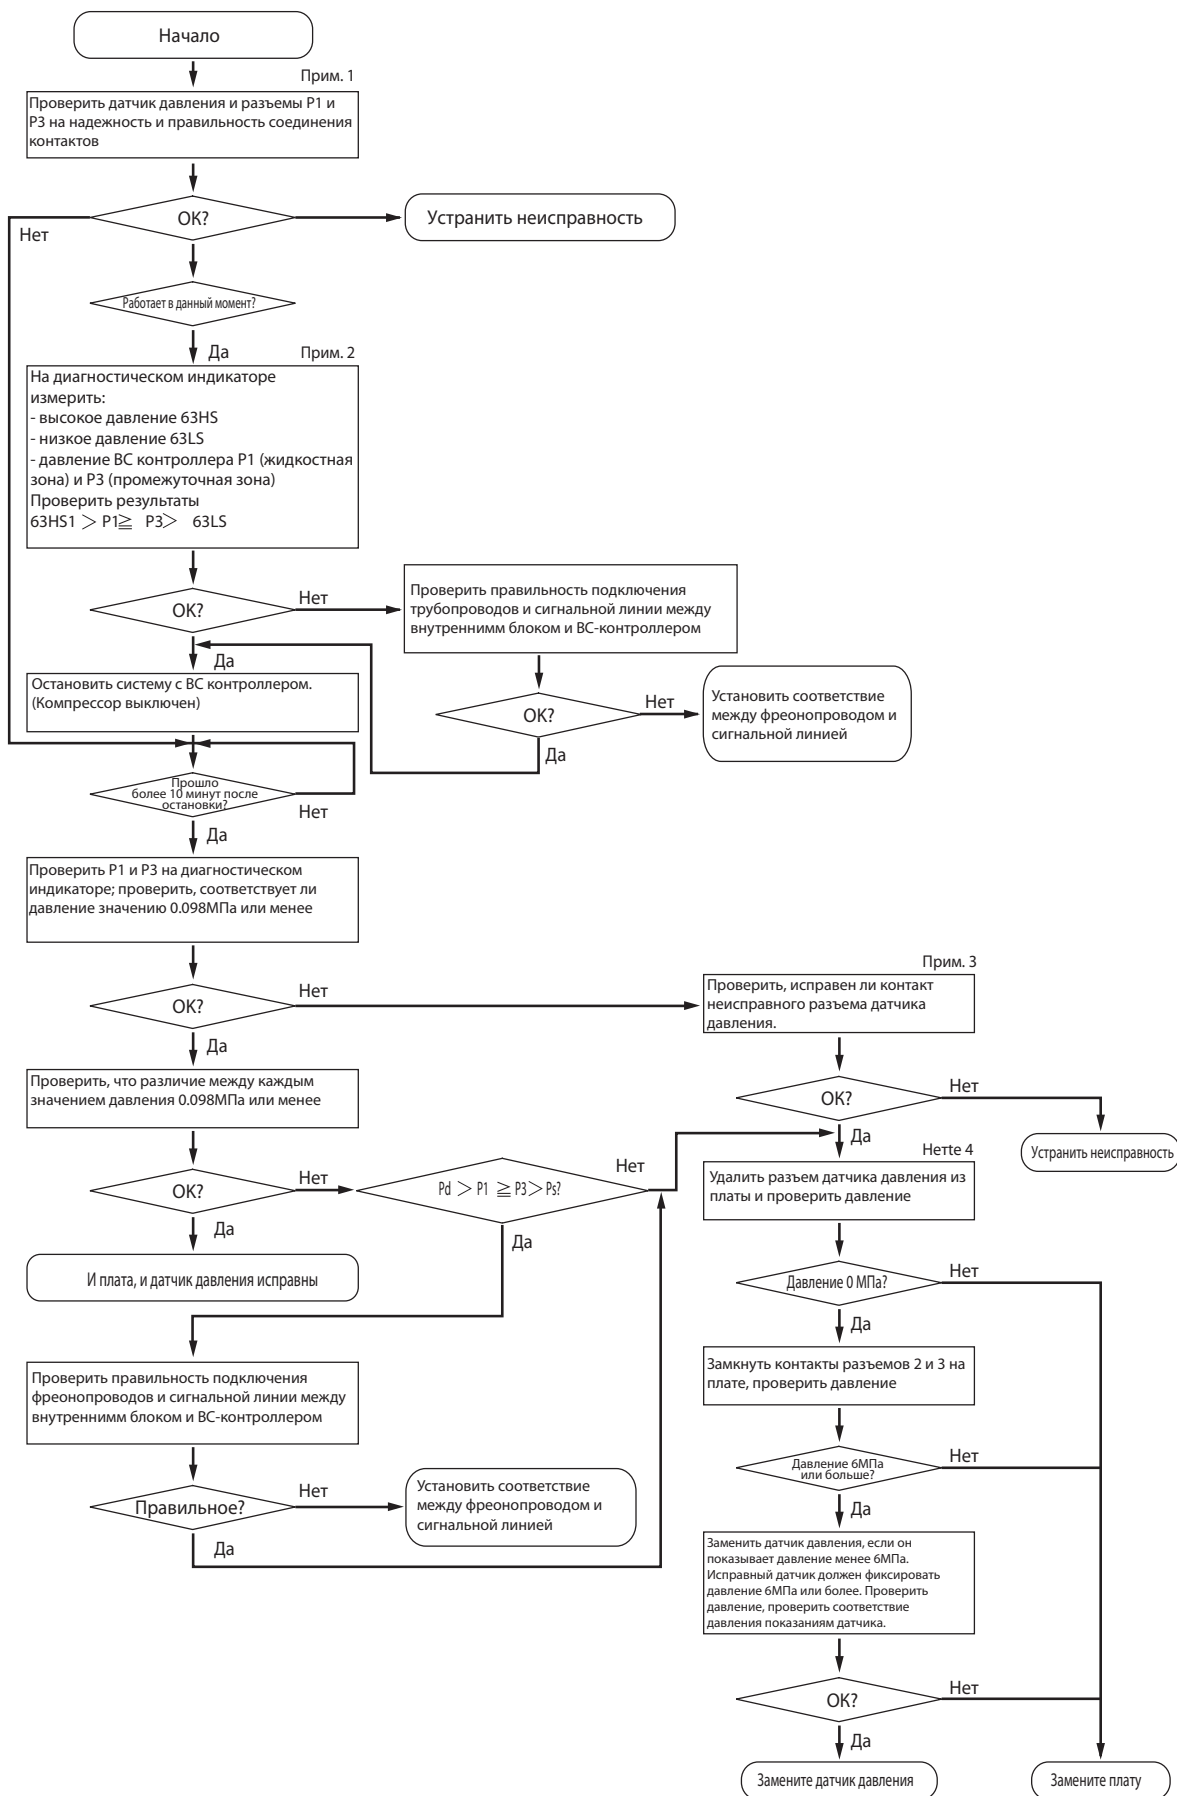 Начало
Прим. 1
Проверить датчик давления и разъемы P1 и
P3 на надежность и правильность соединения
контактов
OK?
Нет
Устранить неисправность
Работает в данный момент?
Да
Прим. 2
На диагностическом индикаторе
измерить:
- высокое давление 63HS
- низкое давление 63LS
- давление BC контроллера P1 (жидкостная
зона) и P3 (промежуточная зона)
Проверить результаты
63HS1 > P1≧ P3> 63LS
OK?
Нет
Проверить правильность подключения
трубопроводов и сигнальной линии между
внутреннимм блоком и BC-контроллером
Да
Остановить систему с BC контроллером.
(Компрессор выключен)
OK?
Нет
Установить соответствие
между фреонопроводом и
сигнальной линией
Да
Прошло
более 10 минут после
остановки?
Нет
Да
Проверить P1 и P3 на диагностическом
индикаторе; проверить, соответствует ли
давление значению 0.098МПа или менее
OK?
Нет
Прим. 3
Проверить, исправен ли контакт
неисправного разъема датчика
давления.
Да
Проверить, что различие между каждым
значением давления 0.098МПа или менее
OK?
Нет
Устранить неисправность
Да
OK?
Нет
Pd > P1 ≧ P3> Ps?
Нет
Нette 4
Удалить разъем датчика давления из
платы и проверить давление
Да
И плата, и датчик давления исправны
Да
Давление 0 МПа?
Нет
Да
Проверить правильность подключения
фреонопроводов и сигнальной линии между
внутреннимм блоком и BC-контроллером
Замкнуть контакты разъемов 2 и 3 на
плате, проверить давление
Давление 6МПа
или больше?
Нет
Правильное?
Нет
Установить соответствие
между фреонопроводом и
сигнальной линией
Да
Да
Заменить датчик давления, если он
показывает давление менее 6МПа.
Исправный датчик должен фиксировать
давление 6МПа или более. Проверить
давление, проверить соответствие
давления показаниям датчика.
OK?
Нет
Да
Замените датчик давления
Замените плату